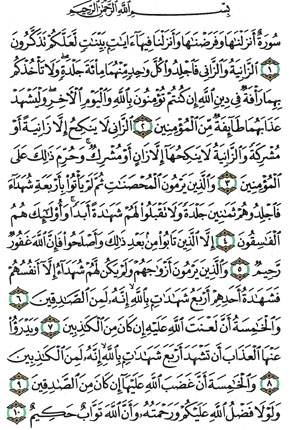 بِسْمِ اللَّهِ الرَّحْمَٰنِ الرَّحِيمِ
سُورَةٌ أَنزَلْنَٰهَا وَفَرَضْنَٰهَا وَأَنزَلْنَا فِيهَآ ءَايَٰتٍۭ بَيِّنَٰتٍ لَّعَلَّكُمْ تَذَكَّرُونَ
١ ٱلزَّانِيَةُ وَٱلزَّانِى فَٱجْلِدُوا۟ كُلَّ وَٰحِدٍ مِّنْهُمَا مِا۟ئَةَ جَلْدَةٍ وَلَا تَأْخُذْكُم
بِهِمَا رَأْفَةٌ فِى دِينِ ٱللَّهِ إِن كُنتُمْ تُؤْمِنُونَ بِٱللَّهِ وَٱلْيَوْمِ ٱلْءَاخِرِ وَلْيَشْهَدْ
عَذَابَهُمَا طَآئِفَةٌ مِّنَ ٱلْمُؤْمِنِينَ ٢ ٱلزَّانِى لَا يَنكِحُ إِلَّا زَانِيَةً أَوْ
مُشْرِكَةً وَٱلزَّانِيَةُ لَا يَنكِحُهَآ إِلَّا زَانٍ أَوْ مُشْرِكٌ وَحُرِّمَ ذَٰلِكَ عَلَى
ٱلْمُؤْمِنِينَ ٣ وَٱلَّذِينَ يَرْمُونَ ٱلْمُحْصَنَٰتِ ثُمَّ لَمْ يَأْتُوا۟ بِأَرْبَعَةِ شُهَدَآءَ
فَٱجْلِدُوهُمْ ثَمَٰنِينَ جَلْدَةً وَلَا تَقْبَلُوا۟ لَهُمْ شَهَٰدَةً أَبَدًا وَأُو۟لَٰٓئِكَ هُمُ
ٱلْفَٰسِقُونَ ٤ إِلَّا ٱلَّذِينَ تَابُوا۟ مِنۢ بَعْدِ ذَٰلِكَ وَأَصْلَحُوا۟ فَإِنَّ ٱللَّهَ غَفُورٌ
رَّحِيمٌ ٥ وَٱلَّذِينَ يَرْمُونَ أَزْوَٰجَهُمْ وَلَمْ يَكُن لَّهُمْ شُهَدَآءُ إِلَّآ أَنفُسُهُمْ
فَشَهَٰدَةُ أَحَدِهِمْ أَرْبَعُ شَهَٰدَٰتٍۭ بِٱللَّهِ إِنَّهُۥ لَمِنَ ٱلصَّٰدِقِينَ ٦
وَٱلْخَٰمِسَةُ أَنَّ لَعْنَتَ ٱللَّهِ عَلَيْهِ إِن كَانَ مِنَ ٱلْكَٰذِبِينَ ٧ وَيَدْرَؤُا۟
عَنْهَا ٱلْعَذَابَ أَن تَشْهَدَ أَرْبَعَ شَهَٰدَٰتٍۭ بِٱللَّهِ إِنَّهُۥ لَمِنَ ٱلْكَٰذِبِينَ
٨ وَٱلْخَٰمِسَةَ أَنَّ غَضَبَ ٱللَّهِ عَلَيْهَآ إِن كَانَ مِنَ ٱلصَّٰدِقِينَ ٩
وَلَوْلَا فَضْلُ ٱللَّهِ عَلَيْكُمْ وَرَحْمَتُهُۥ وَأَنَّ ٱللَّهَ تَوَّابٌ حَكِيمٌ ١٠